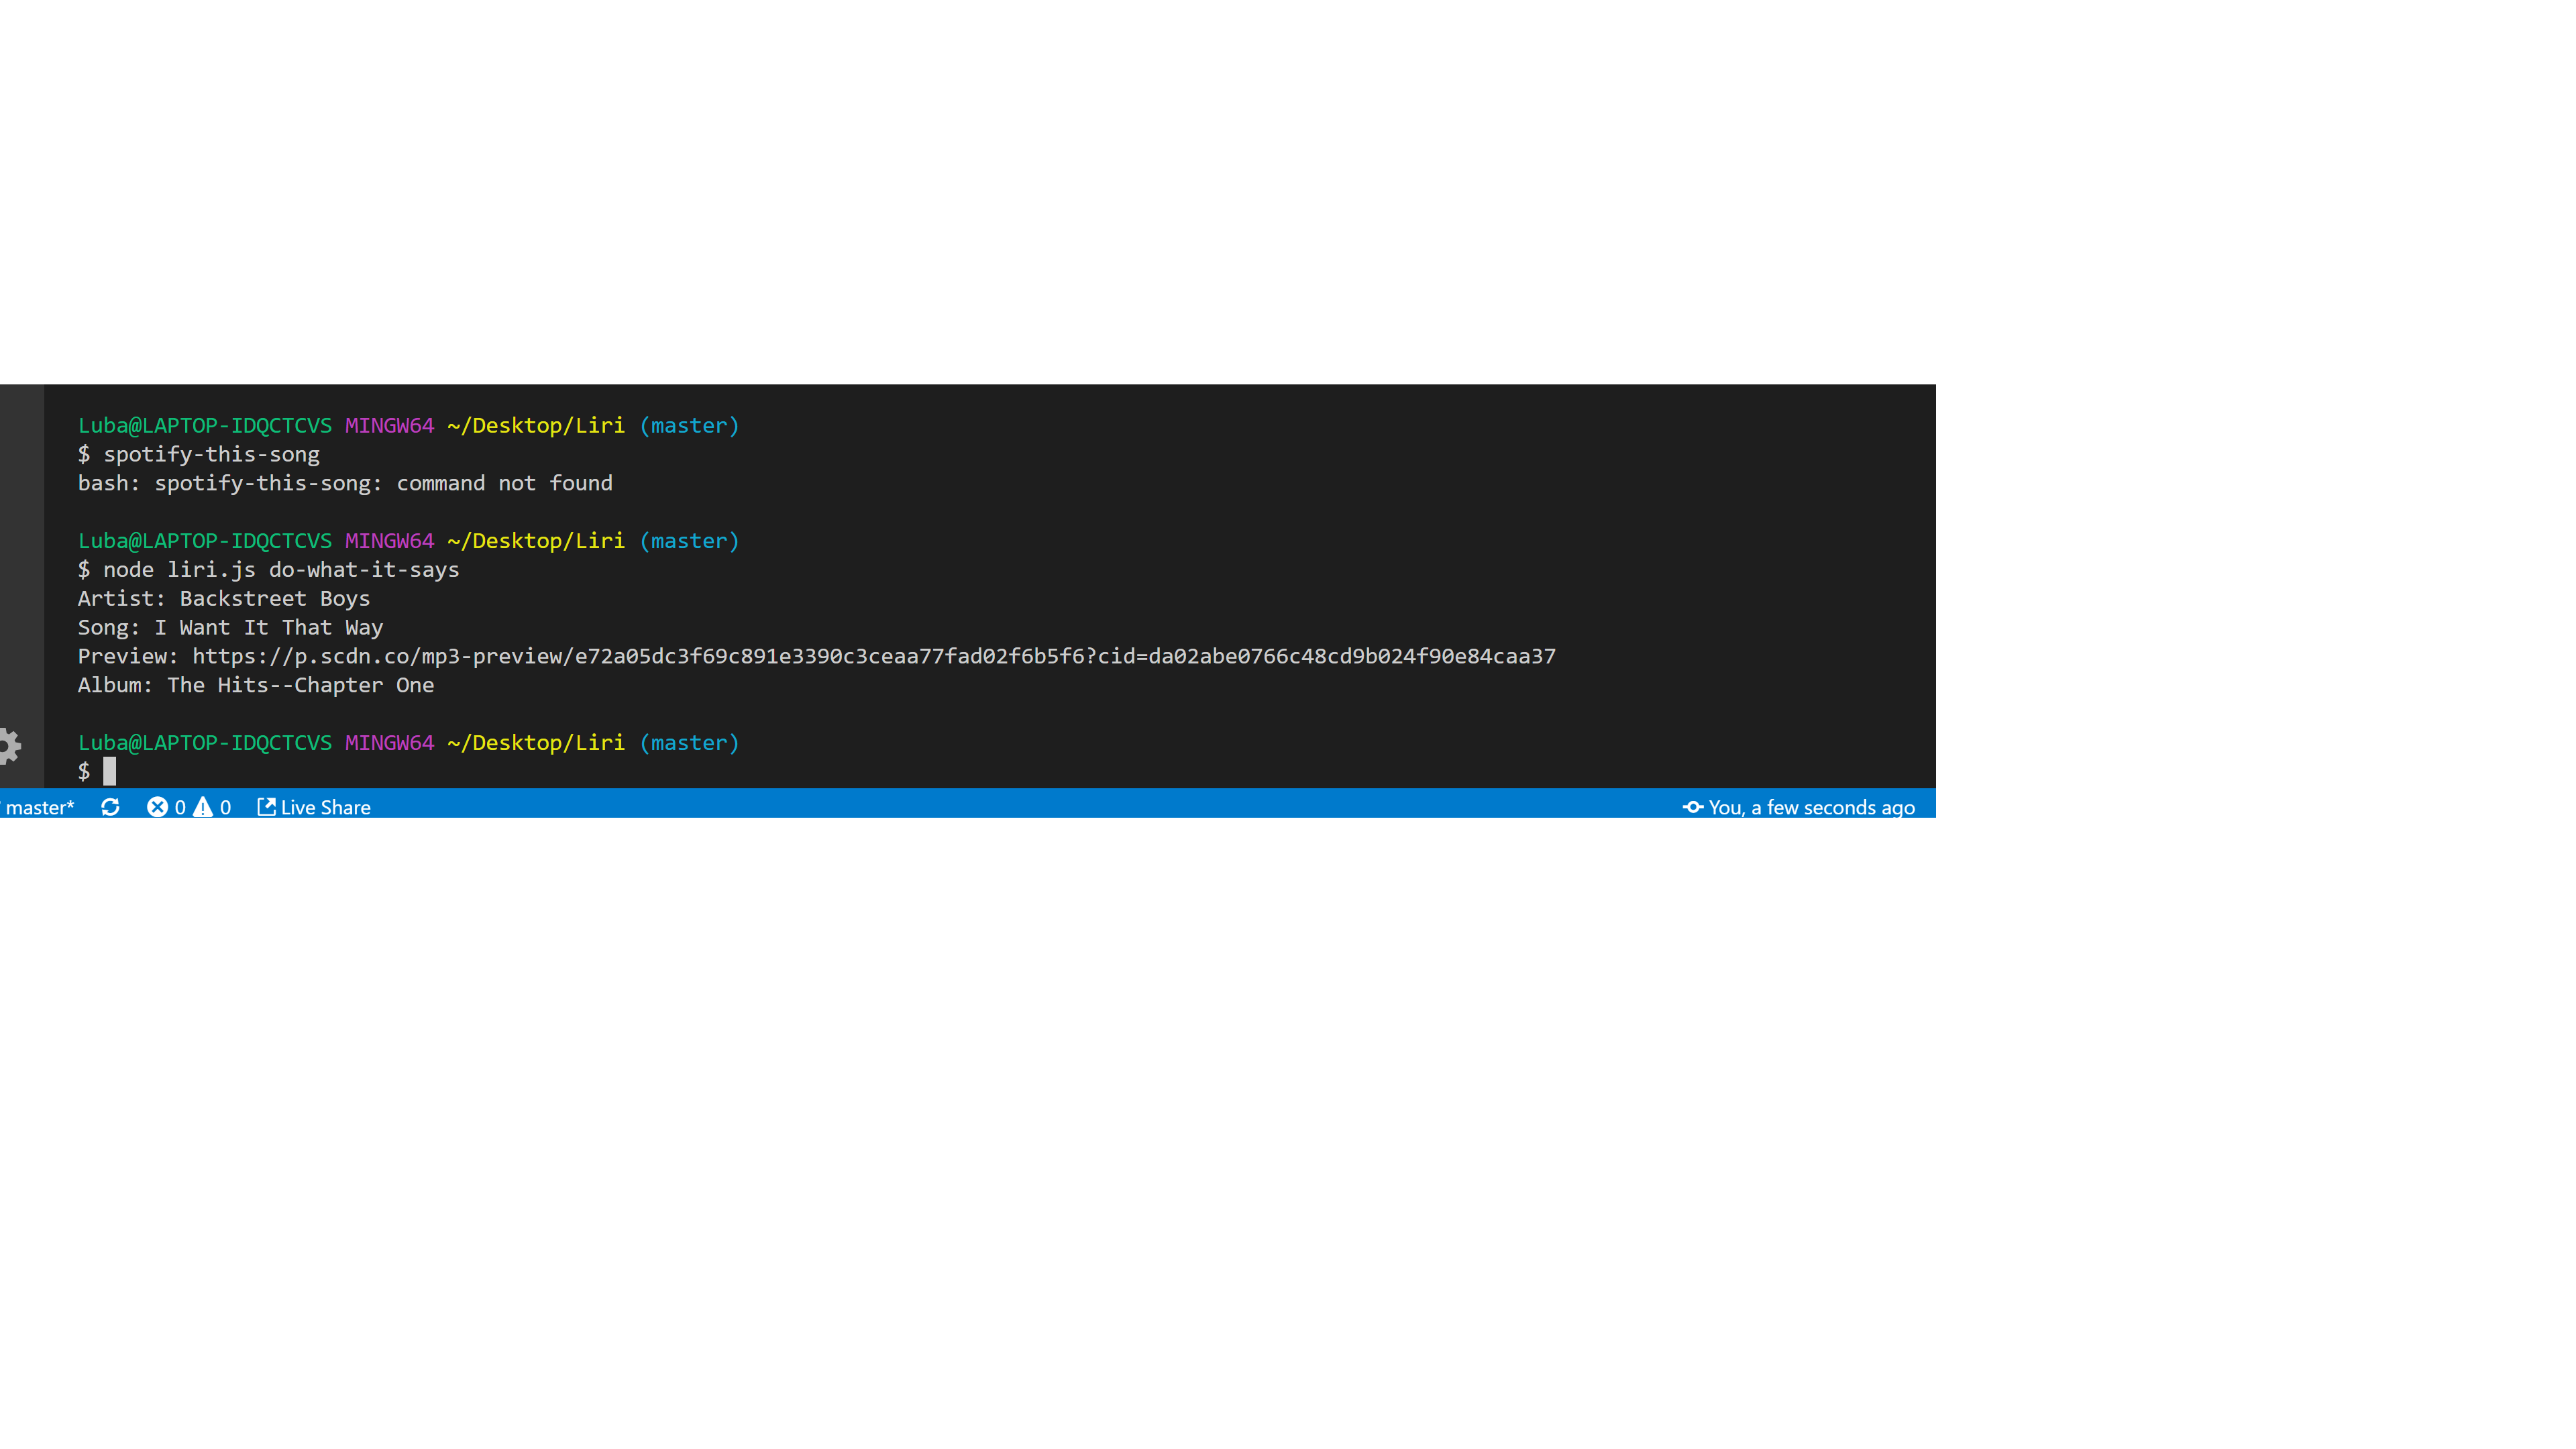 Luba@LAPTOP-IDQCTCVS MINGW64 ~/Desktop/Liri (master)
$ spotify-this-song
bash: spotify-this-song: command not found
Luba@LAPTOP-IDQCTCVS MINGW64 ~/Desktop/Liri (master)
$ node liri.js do-what-it-says
Artist: Backstreet Boys
Song: I Want It That Way
Preview: https://p.scdn.co/mp3-preview/e72a05dc3f69c891e3390c3ceaa77fad02f6b5f6?cid=da02abe0766c48cd9b024f90e84caa37
Album: The Hits--Chapter One
Luba@LAPTOP-IDQCTCVS MINGW64 ~/Desktop/Liri (master)
$
master* 0 0 Live Share You, a few seconds ago